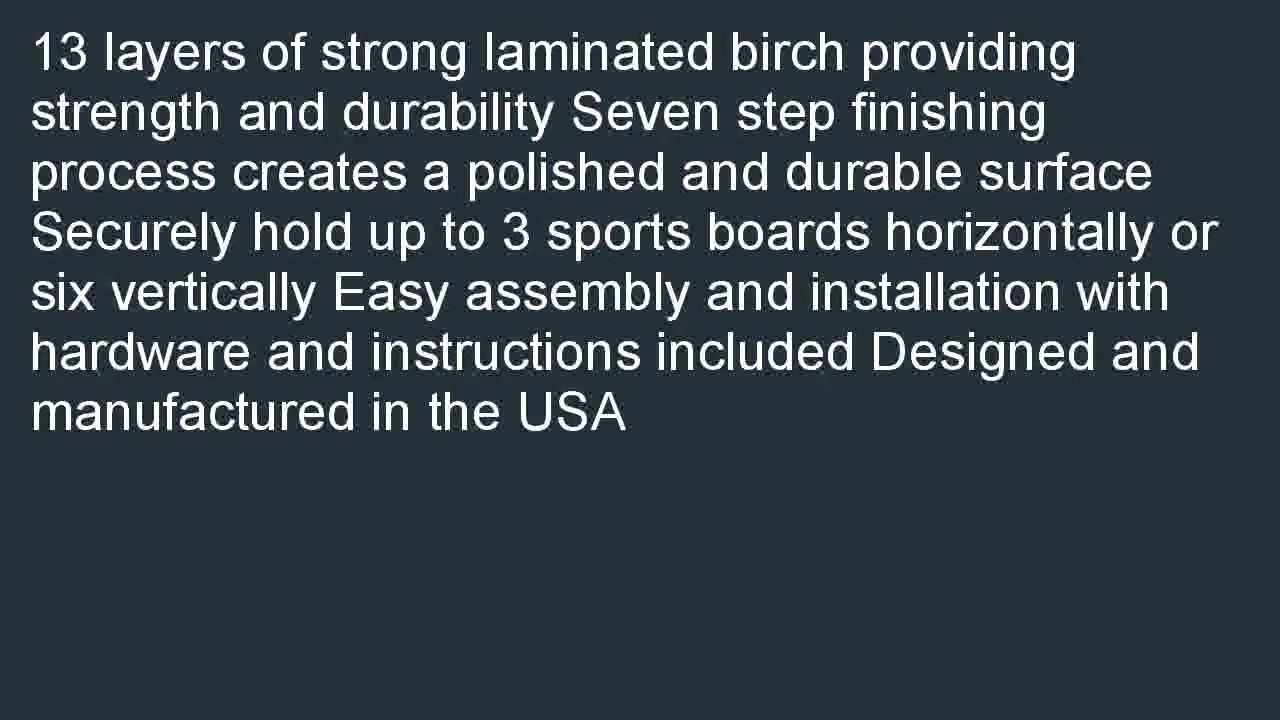 13 layers of strong laminated birch providing
strength and durability Seven step finishing
process creates a polished and durable surface
Securely hold up to 3 sports boards horizontally or
six vertically Easy assembly and installation with
hardware and instructions included Designed and
manufactured in the USA